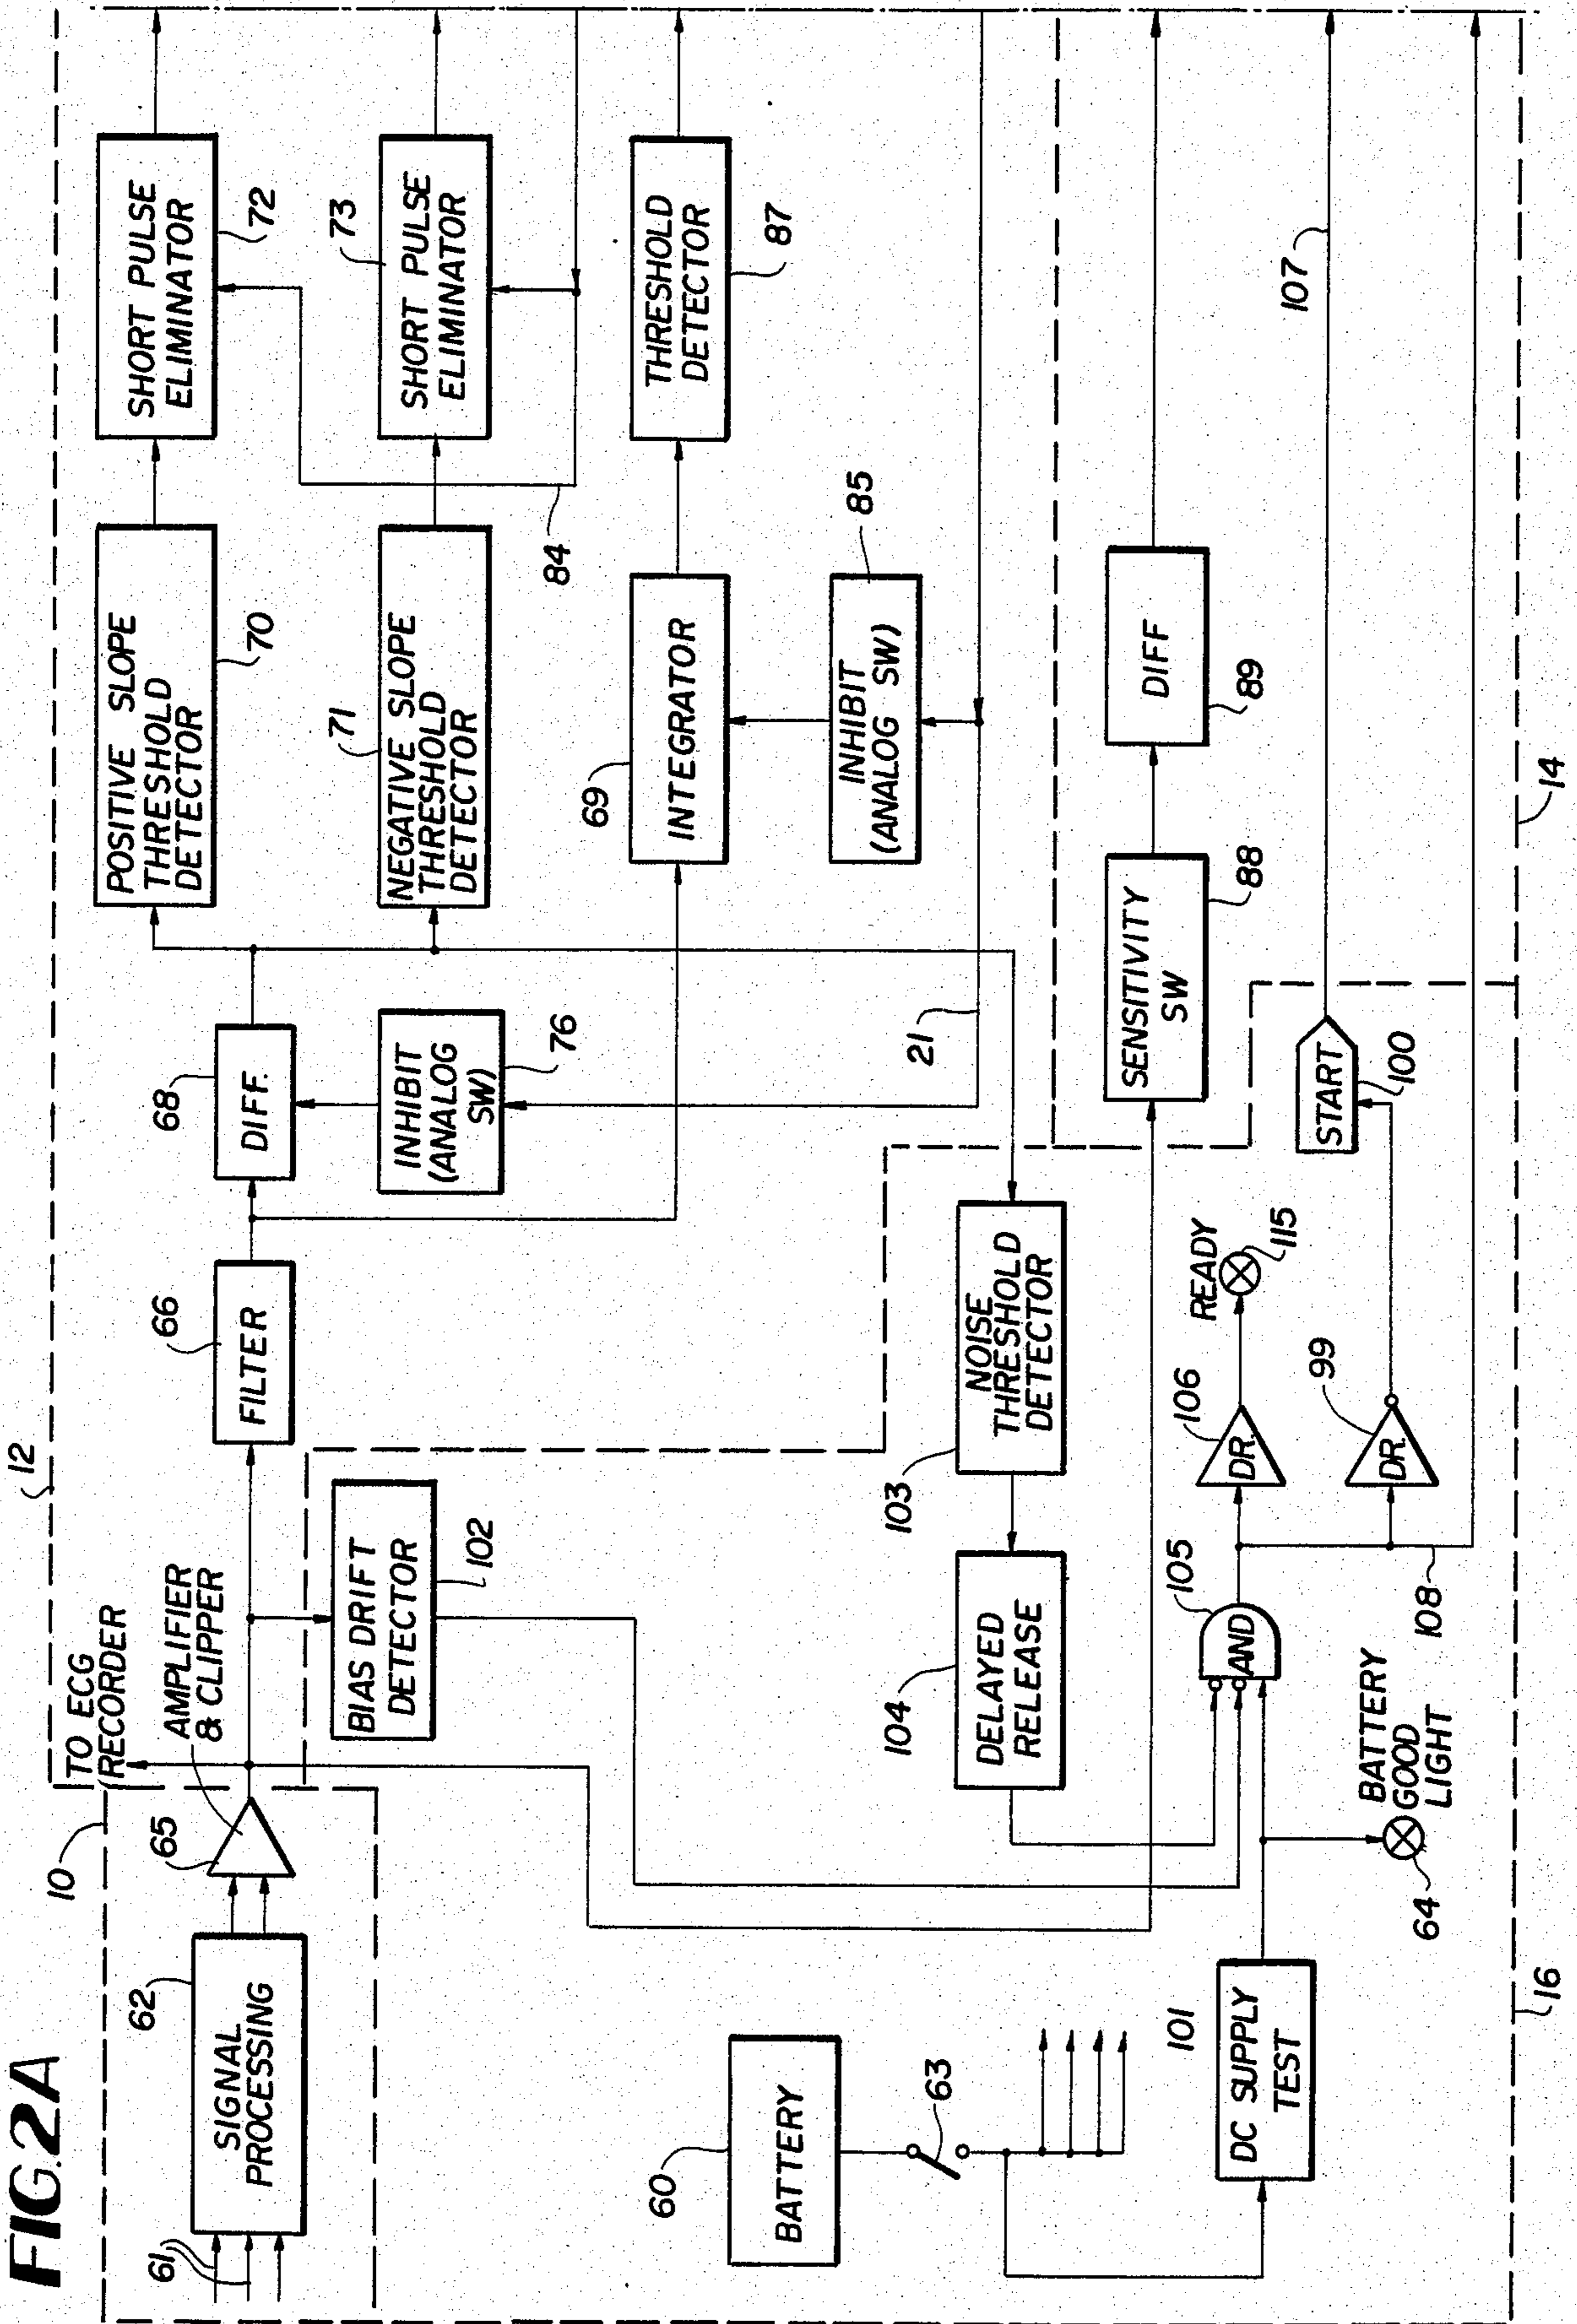 FIG.2A
10
12
TO ECG
RECORDER
AMPLIFIER
& CLIPPER
61
62
SIGNAL
PROCESSING
65
66
FILTER
68
DIFF.
POSITIVE SLOPE
THRESHOLD
DETECTOR
70
SHORT PULSE
ELIMINATOR
72
BIAS DRIFT
DETECTOR
102
INHIBIT
(ANALOG
SW)
76
71
NEGATIVE SLOPE
THRESHOLD
DETECTOR
73
SHORT PULSE
ELIMINATOR
84
69
INTEGRATOR
THRESHOLD
DETECTOR
87
INHIBIT
(ANALOG SW)
85
21
60
BATTERY
63
104
DELAYED
RELEASE
103
NOISE
THRESHOLD
DETECTOR
SENSITIVITY
SW
88
DIFF
89
101
DC SUPPLY
TEST
105
AND
106
DR.
READY
115
START
100
107
BATTERY
GOOD
LIGHT
64
99
DR.
108
16
14